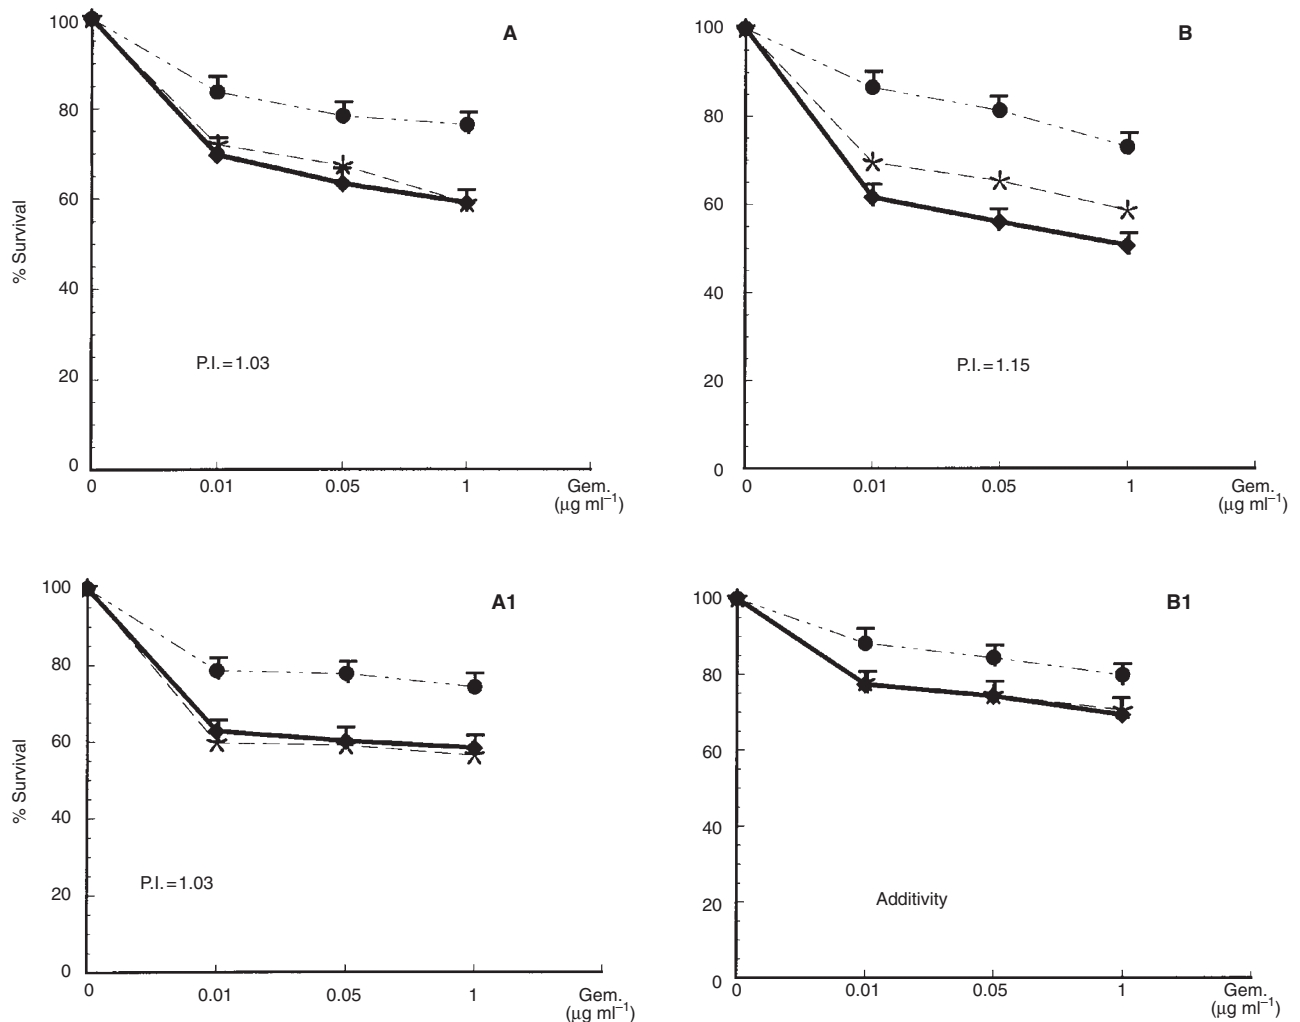 A
100
80
60
40
20
0
% Survival
P.I. = 1.03
0 0.01 0.05 1 Gem.
(μg ml⁻¹)
B
100
80
60
40
20
0
P.I. = 1.15
0 0.01 0.05 1 Gem.
(μg ml⁻¹)
A1
100
80
60
40
20
0
% Survival
P.I. = 1.03
0 0.01 0.05 1 Gem.
(μg ml⁻¹)
B1
100
80
60
40
20
0
Additivity
0 0.01 0.05 1 Gem.
(μg ml⁻¹)